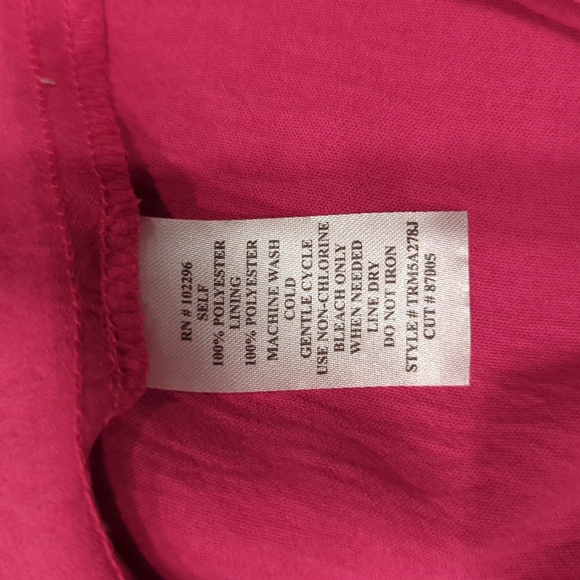 RN # 102296
SELF
100% POLYESTER
LINING
100% POLYESTER
MACHINE WASH
COLD
GENTLE CYCLE
USE NON-CHLORINE
BLEACH ONLY
WHEN NEEDED
LINE DRY
DO NOT IRON
STYLE # TRM5A278J
CUT # 87005